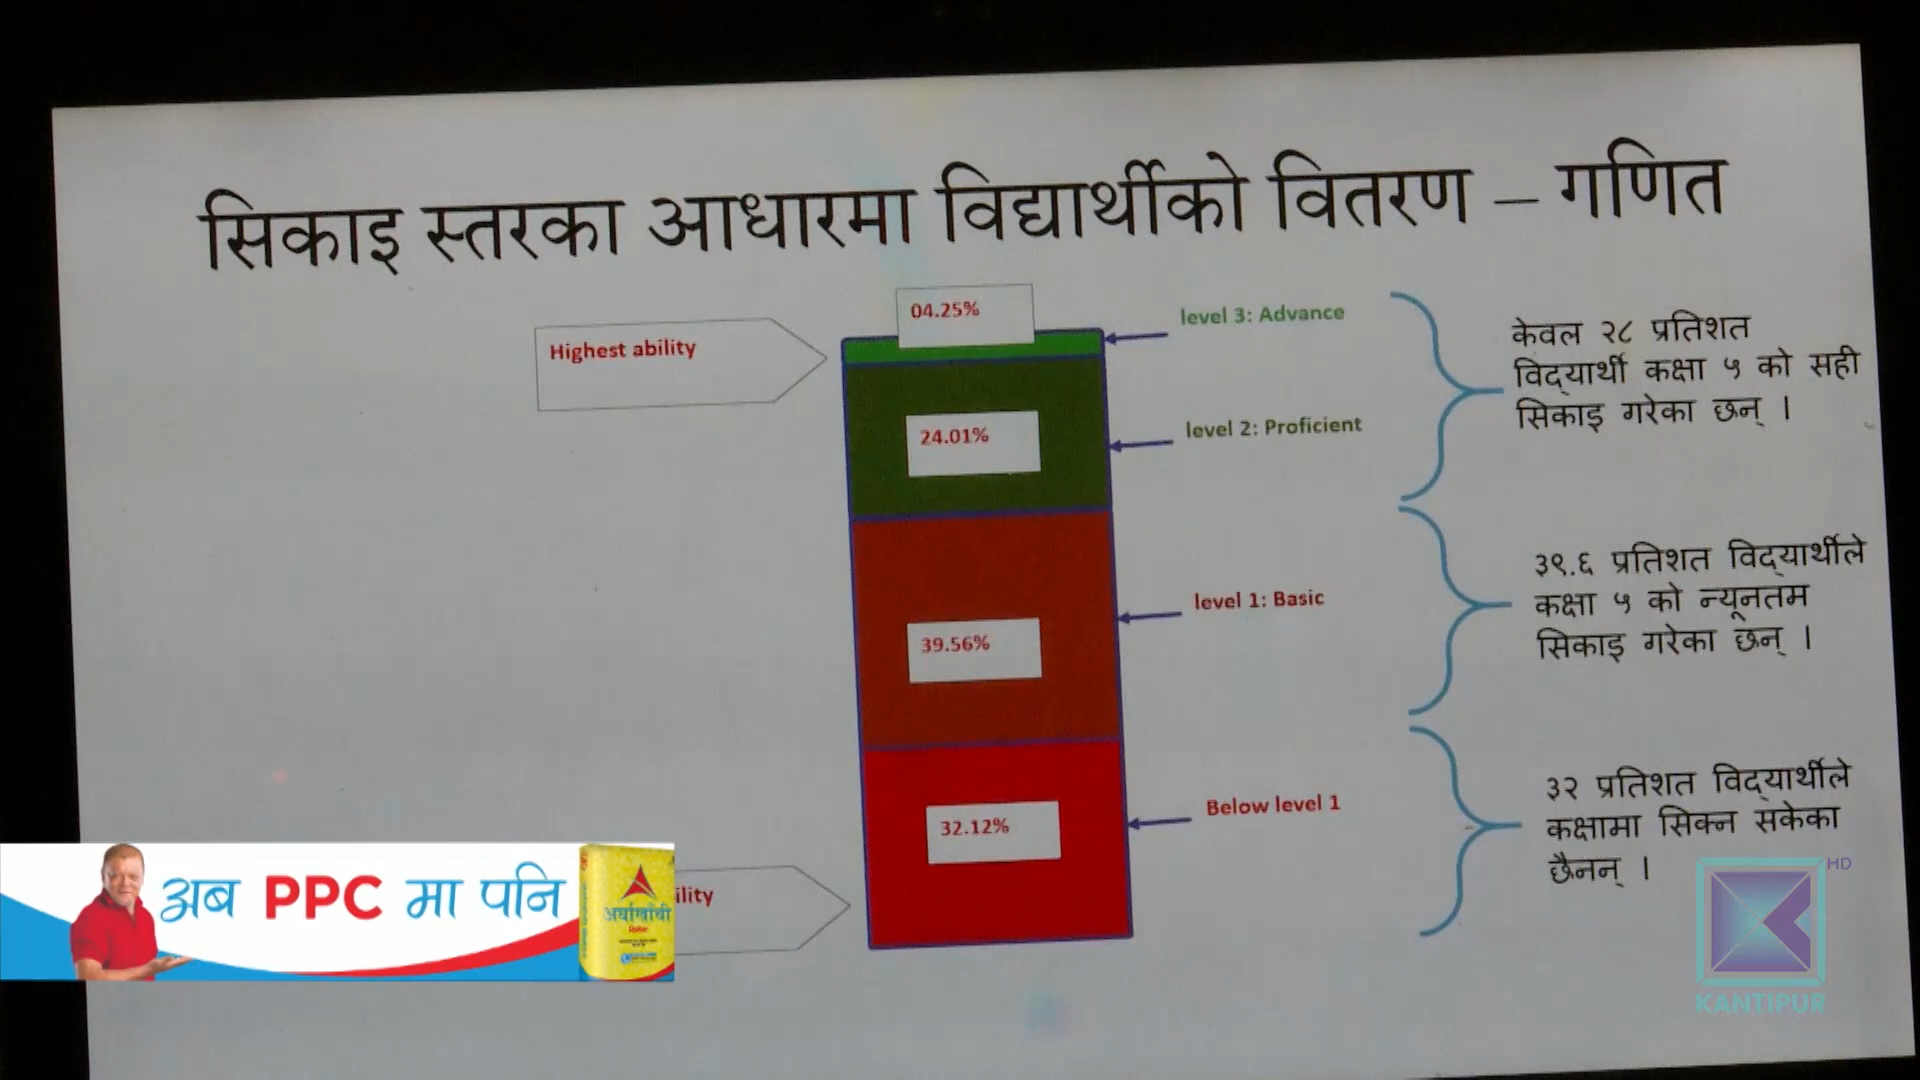 सिकाइ स्तरका आधारमा विद्यार्थीको वितरण – गणित
04.25%
level 3: Advance
Highest ability
केवल २८ प्रतिशत
विद्यार्थी कक्षा ५ को सही
सिकाइ गरेका छन् ।
24.01%
level 2: Proficient
39.56%
level 1: Basic
३९.६ प्रतिशत विद्यार्थीले
कक्षा ५ को न्यूनतम
सिकाइ गरेका छन् ।
32.12%
Below level 1
३२ प्रतिशत विद्यार्थीले
कक्षामा सिक्न सकेका
छैनन् ।
ility
अब PPC मा पनि
अर्घाखाँची
HD
KANTIPUR